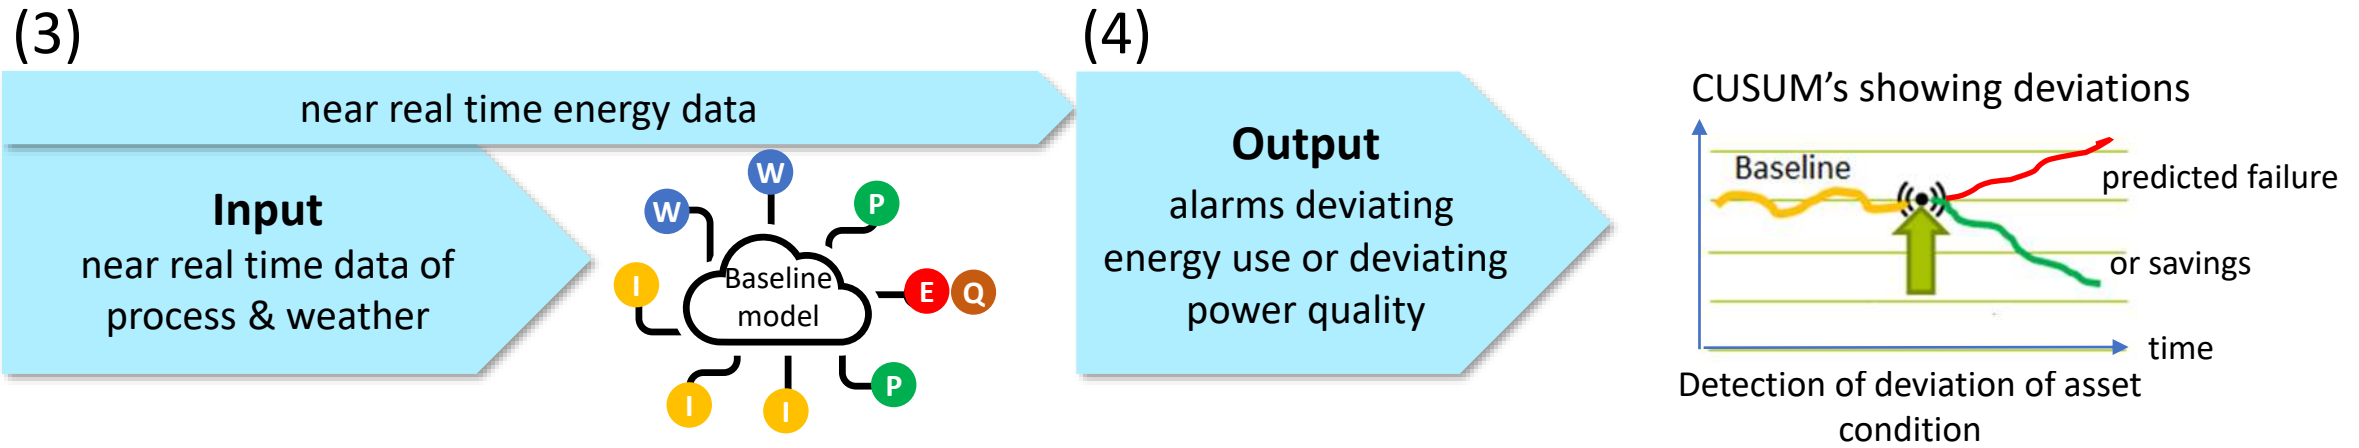 (3)
near real time energy data
Input
near real time data of
process & weather
W
W
P
I
Baseline
model
E
Q
I
I
P
(4)
Output
alarms deviating
energy use or deviating
power quality
CUSUM's showing deviations
Baseline
predicted failure
or savings
time
Detection of deviation of asset
condition